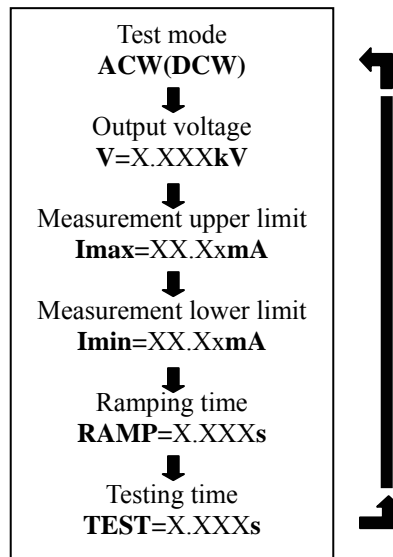 Test mode
ACW(DCW)
Output voltage
V=X.XXXkV
Measurement upper limit
Imax=XX.XxmA
Measurement lower limit
Imin=XX.XxmA
Ramping time
RAMP=X.XXXs
Testing time
TEST=X.XXXs